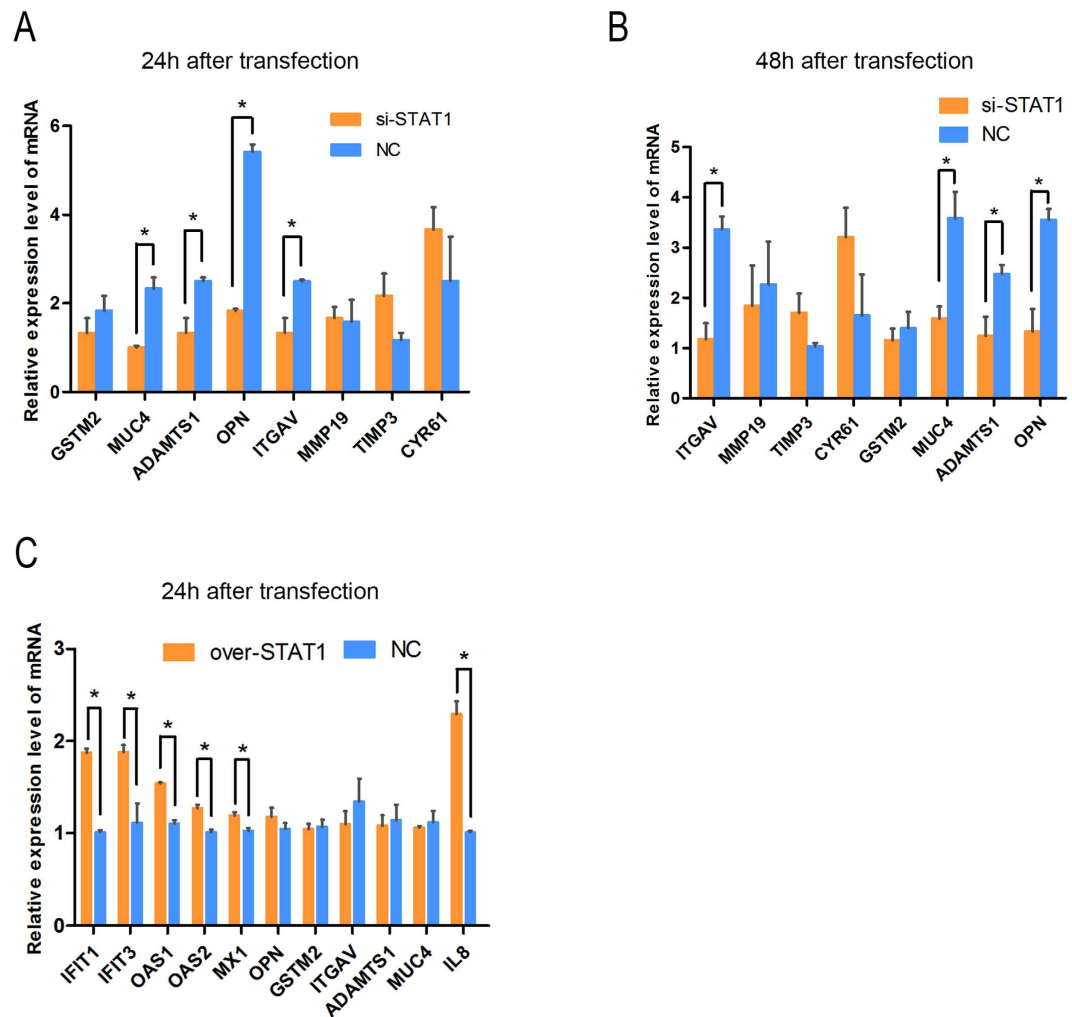 A
24h after transfection
si-STAT1
NC
Relative expression level of mRNA
6
4
2
0
* * * * *
GSTM2 MUC4 ADAMTS1 OPN ITGAV MMP19 TIMP3 CYR61
B
48h after transfection
si-STAT1
NC
Relative expression level of mRNA
5
4
3
2
1
0
* * * *
ITGAV MMP19 TIMP3 CYR61 GSTM2 MUC4 ADAMTS1 OPN
C
24h after transfection
over-STAT1 NC
Relative expression level of mRNA
3
2
1
0
* * * * * *
IFIT1 IFIT3 OAS1 OAS2 MX1 OPN GSTM2 ITGAV ADAMTS1 MUC4 IL8